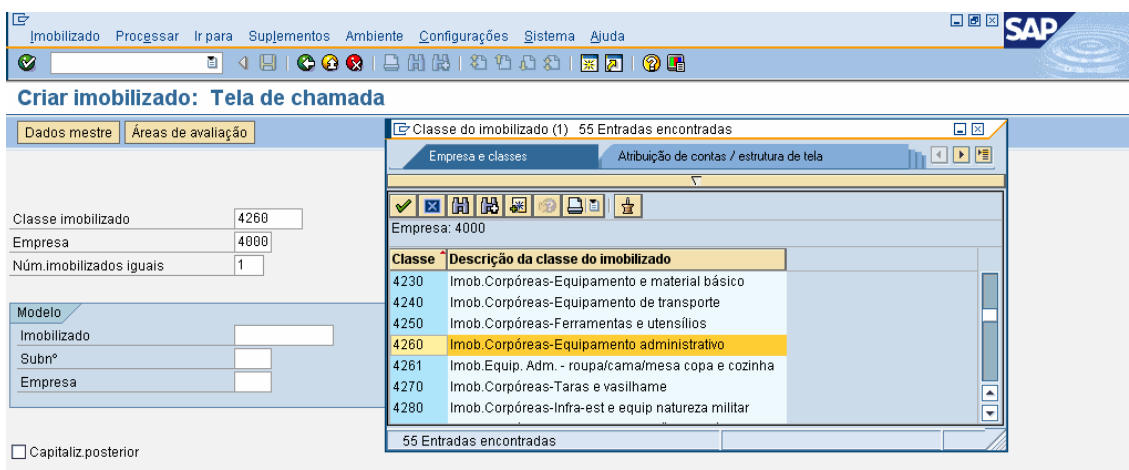 Imobilizado Processar Ir para Suplementos Ambiente Configurações Sistema Ajuda
SAP
Criar imobilizado: Tela de chamada
Dados mestre Áreas de avaliação
Classe imobilizado 4260
Empresa 4000
Núm.imobilizados iguais 1
Modelo
Imobilizado
Subnº
Empresa
Capitaliz.posterior
Classe do imobilizado (1) 55 Entradas encontradas
Empresa e classes Atribuição de contas / estrutura de tela
Empresa: 4000
Classe Descrição da classe do imobilizado
4230 Imob.Corpóreas-Equipamento e material básico
4240 Imob.Corpóreas-Equipamento de transporte
4250 Imob.Corpóreas-Ferramentas e utensílios
4260 Imob.Corpóreas-Equipamento administrativo
4261 Imob.Equip. Adm. - roupa/cama/mesa copa e cozinha
4270 Imob.Corpóreas-Taras e vasilhame
4280 Imob.Corpóreas-Infra-est e equip natureza militar
55 Entradas encontradas